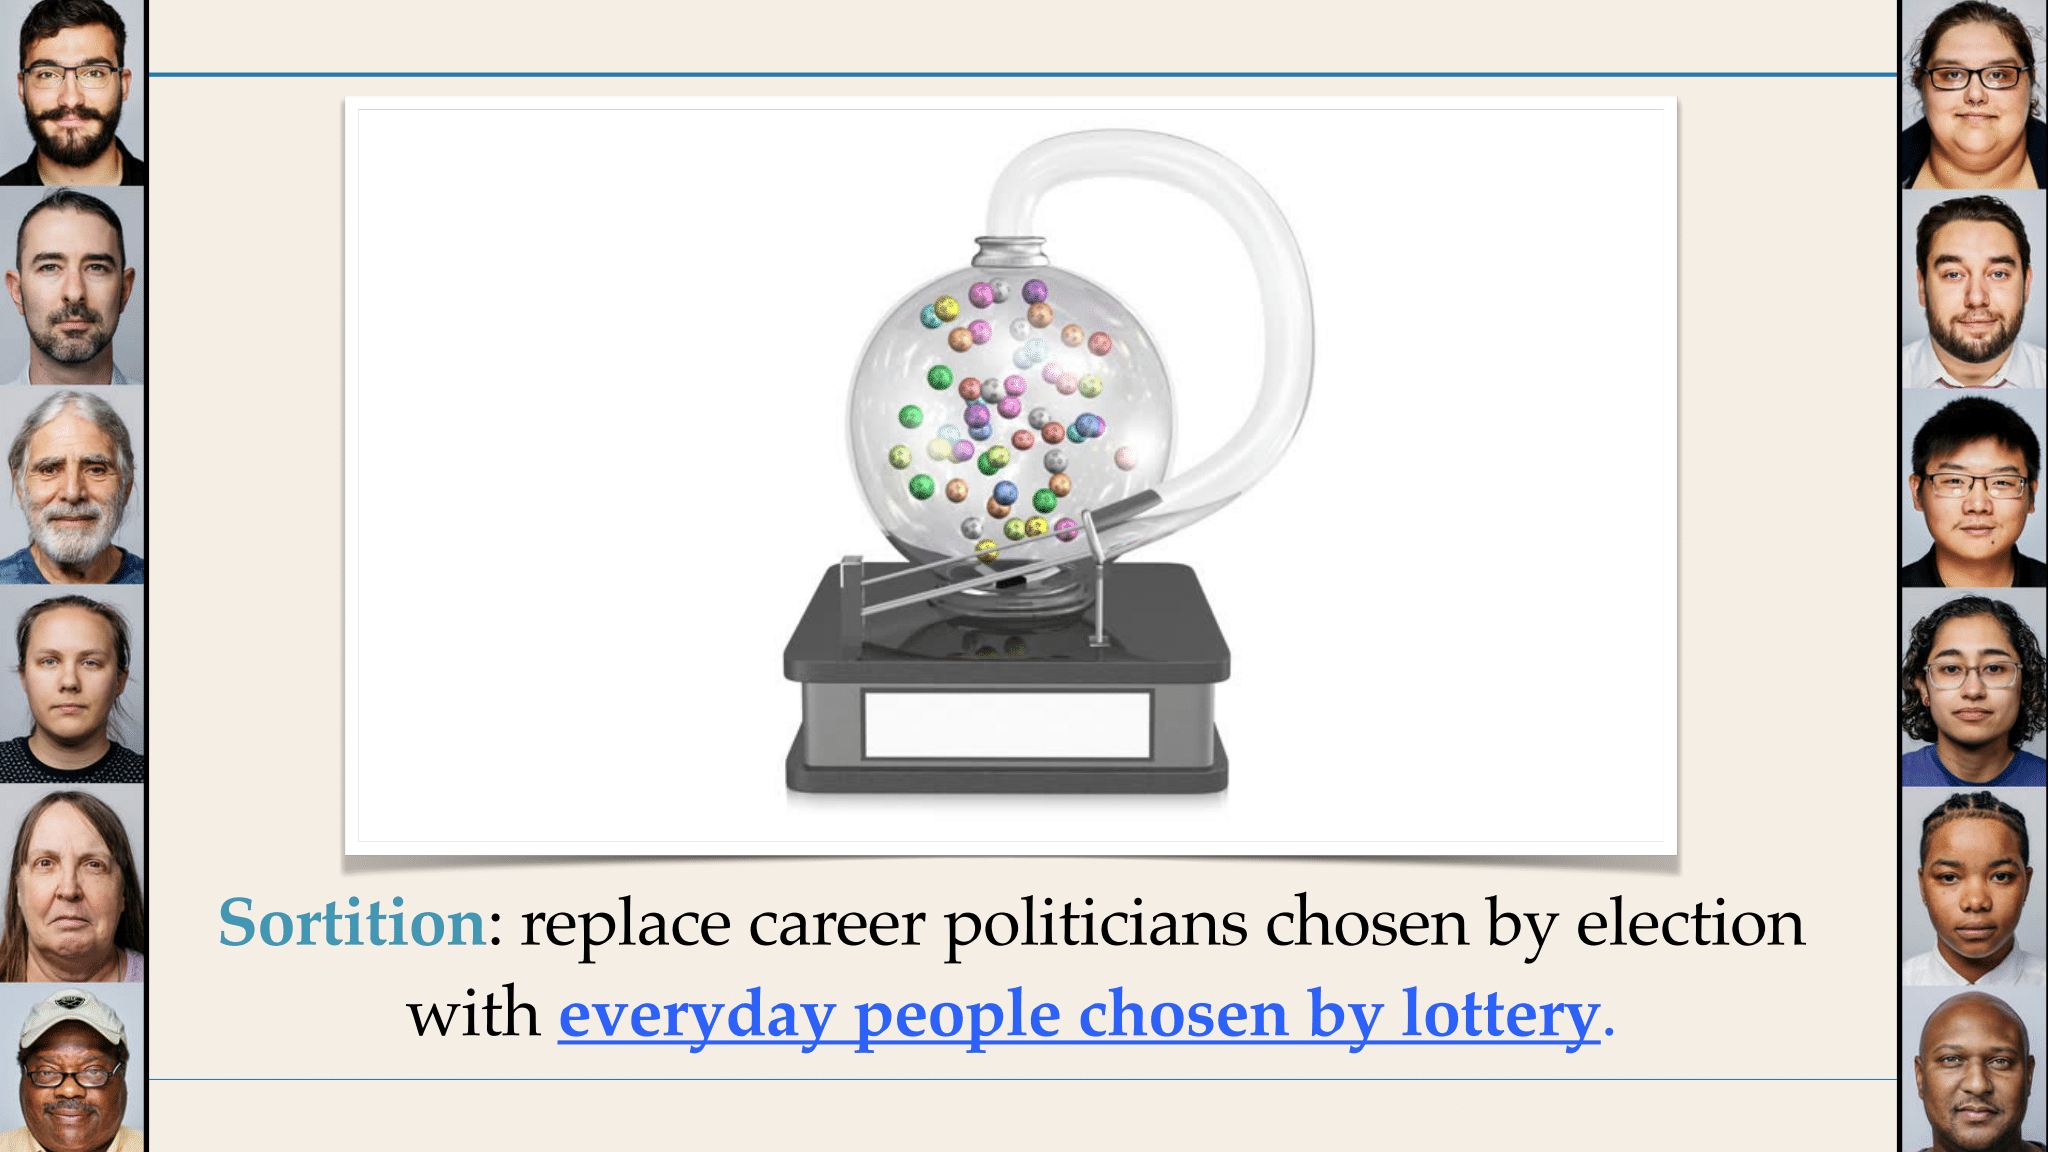 Sortition: replace career politicians chosen by election
with everyday people chosen by lottery.